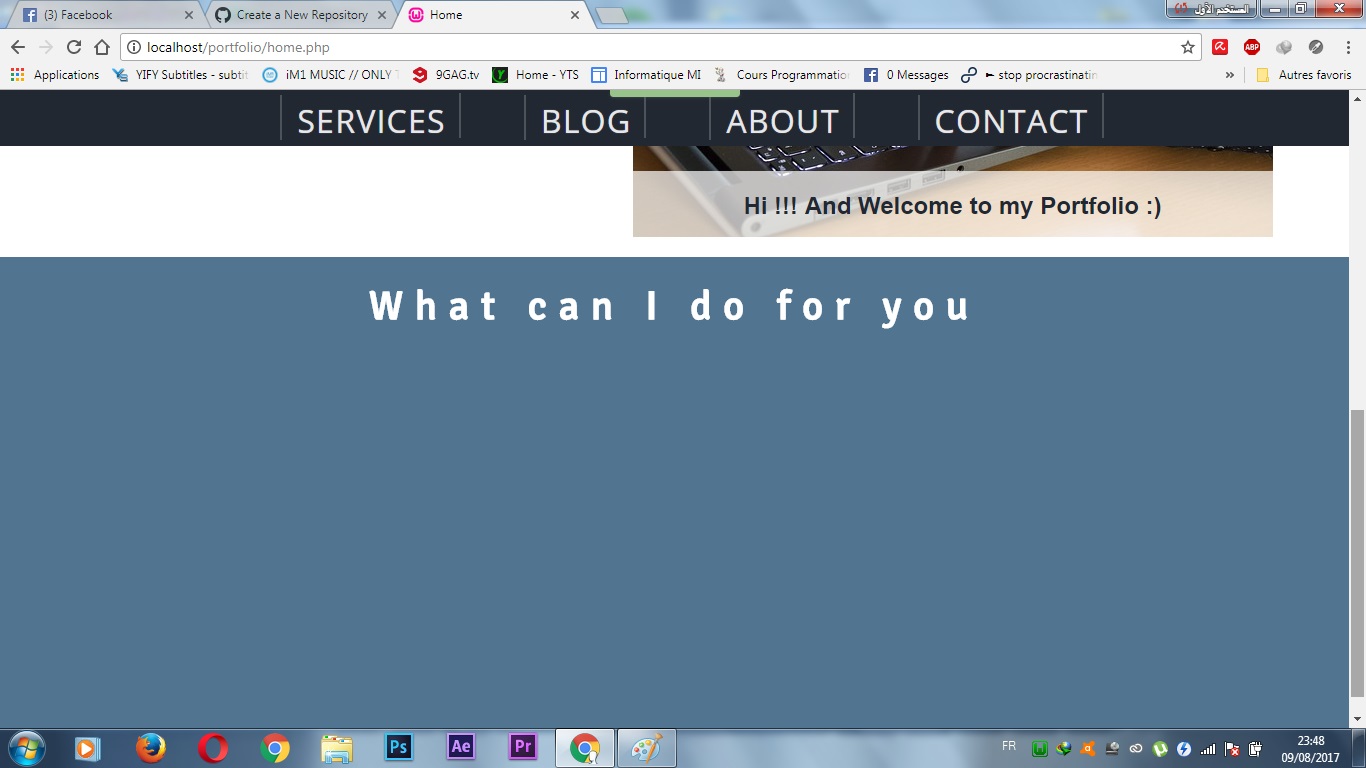 (3) Facebook
Create a New Repository
Home
المستخدم الأول
localhost/portfolio/home.php
ABP
Applications
YIFY Subtitles - subtit
iM1 MUSIC // ONLY T
9GAG.tv
Home - YTS
Informatique MI
Cours Programmation
0 Messages
► stop procrastinatin
»
Autres favoris
SERVICES
BLOG
ABOUT
CONTACT
Hi !!! And Welcome to my Portfolio :)
What can I do for you
Ps
Ae
Pr
FR
23:48
09/08/2017